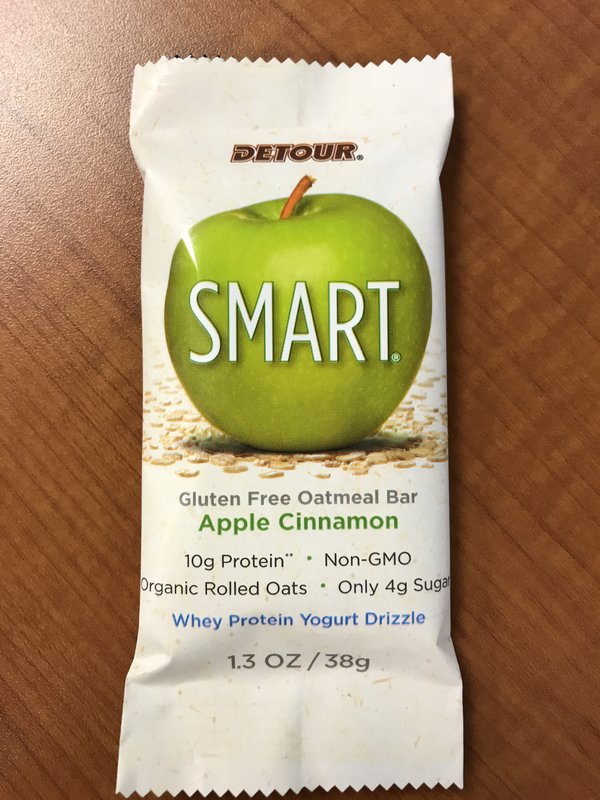 DETOUR®
SMART®
Gluten Free Oatmeal Bar
Apple Cinnamon
10g Protein** • Non-GMO
Organic Rolled Oats • Only 4g Sugar
Whey Protein Yogurt Drizzle
1.3 OZ / 38g